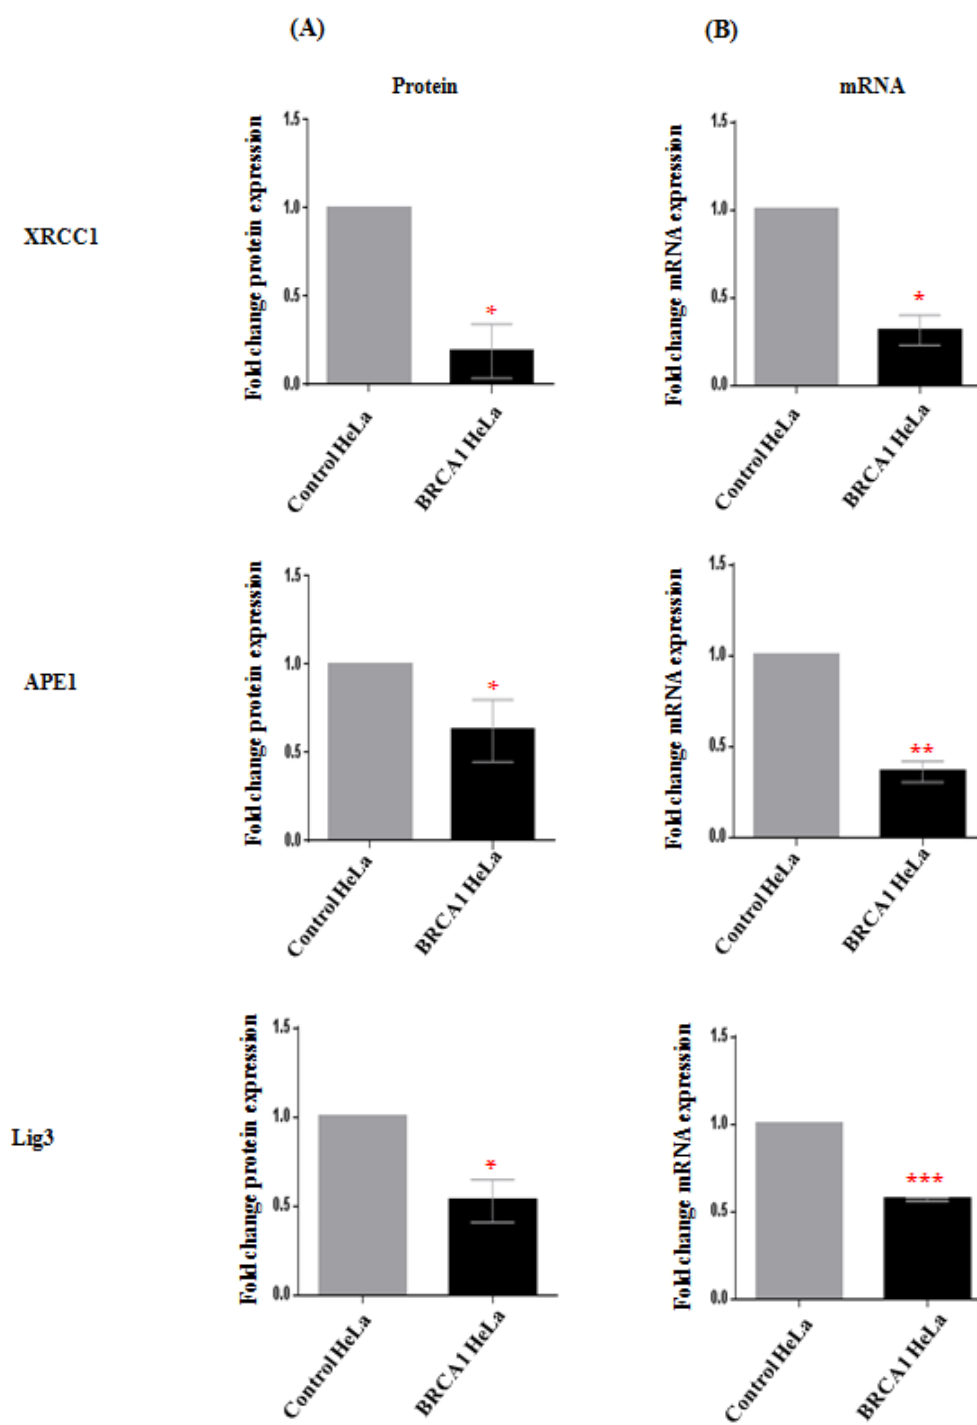 (A)
(B)
Protein
mRNA
XRCC1
Fold change protein expression
1.5
1.0
0.5
0.0
*
Control HeLa
BRCA1 HeLa
Fold change mRNA expression
1.5
1.0
0.5
0.0
*
Control HeLa
BRCA1 HeLa
APE1
Fold change protein expression
1.5
1.0
0.5
0.0
*
Control HeLa
BRCA1 HeLa
Fold change mRNA expression
1.5
1.0
0.5
0.0
**
Control HeLa
BRCA1 HeLa
Lig3
Fold change protein expression
1.5
1.0
0.5
0.0
*
Control HeLa
BRCA1 HeLa
Fold change mRNA expression
1.5
1.0
0.5
0.0
***
Control HeLa
BRCA1 HeLa